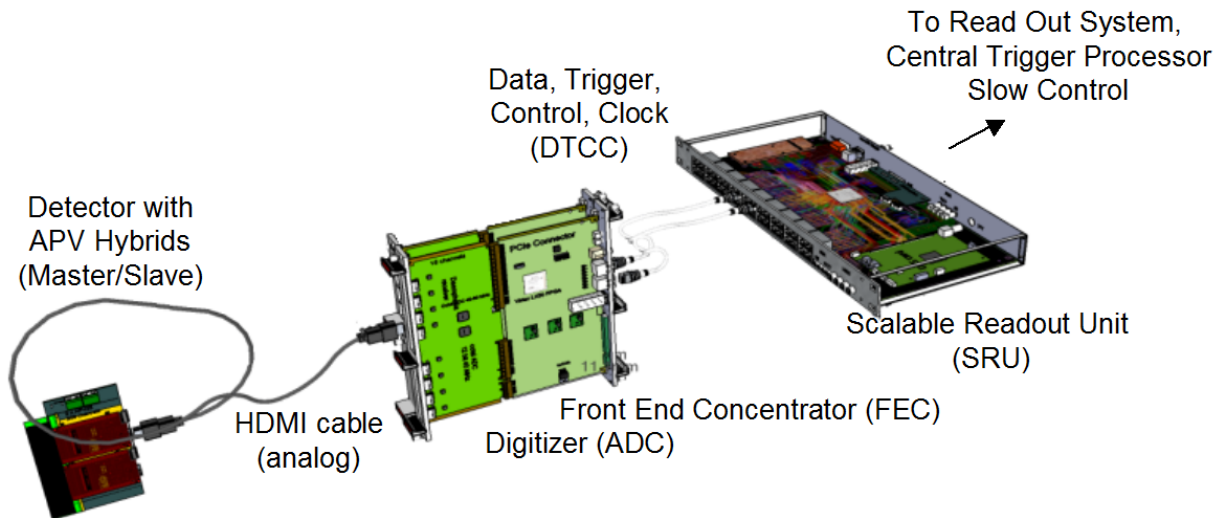 To Read Out System,
Central Trigger Processor
Slow Control
Data, Trigger,
Control, Clock
(DTCC)
Detector with
APV Hybrids
(Master/Slave)
PCIe Connector
Scalable Readout Unit
(SRU)
HDMI cable
(analog)
Front End Concentrator (FEC)
Digitizer (ADC)